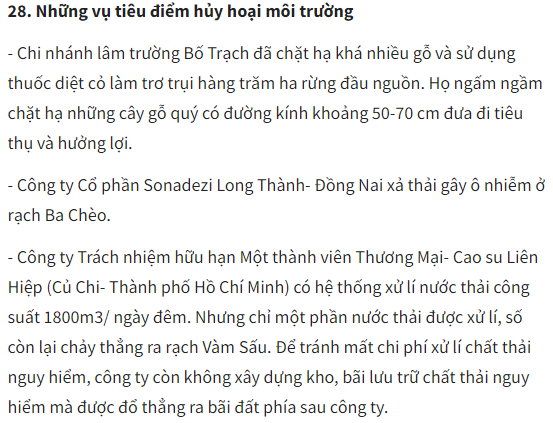 28. Những vụ tiêu điểm hủy hoại môi trường
- Chi nhánh lâm trường Bố Trạch đã chặt hạ khá nhiều gỗ và sử dụng
thuốc diệt cỏ làm trơ trụi hàng trăm ha rừng đầu nguồn. Họ ngấm ngầm
chặt hạ những cây gỗ quý có đường kính khoảng 50-70 cm đưa đi tiêu
thụ và hưởng lợi.
- Công ty Cổ phần Sonadezi Long Thành- Đồng Nai xả thải gây ô nhiễm ở
rạch Ba Chèo.
- Công ty Trách nhiệm hữu hạn Một thành viên Thương Mại- Cao su Liên
Hiệp (Củ Chi- Thành phố Hồ Chí Minh) có hệ thống xử lí nước thải công
suất 1800m3/ ngày đêm. Nhưng chỉ một phần nước thải được xử lí, số
còn lại chảy thẳng ra rạch Vàm Sấu. Để tránh mất chi phí xử lí chất thải
nguy hiểm, công ty còn không xây dựng kho, bãi lưu trữ chất thải nguy
hiểm mà được đổ thẳng ra bãi đất phía sau công ty.